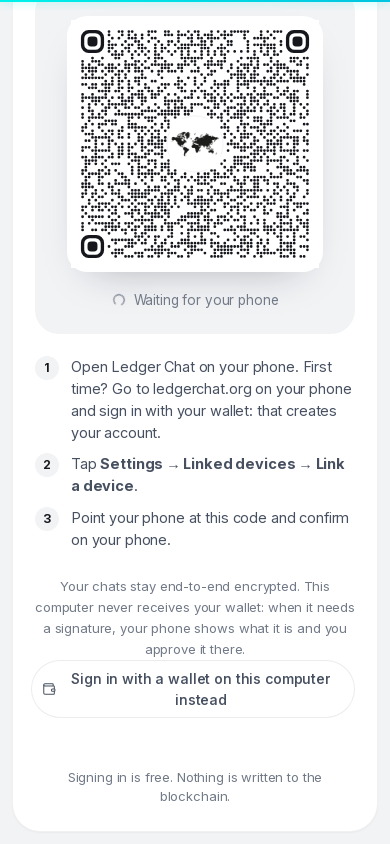 Waiting for your phone
1 Open Ledger Chat on your phone. First
time? Go to ledgerchat.org on your phone
and sign in with your wallet: that creates
your account.
2 Tap Settings → Linked devices → Link
a device.
3 Point your phone at this code and confirm
on your phone.
Your chats stay end-to-end encrypted. This
computer never receives your wallet: when it needs
a signature, your phone shows what it is and you
approve it there.
Sign in with a wallet on this computer
instead
Signing in is free. Nothing is written to the
blockchain.